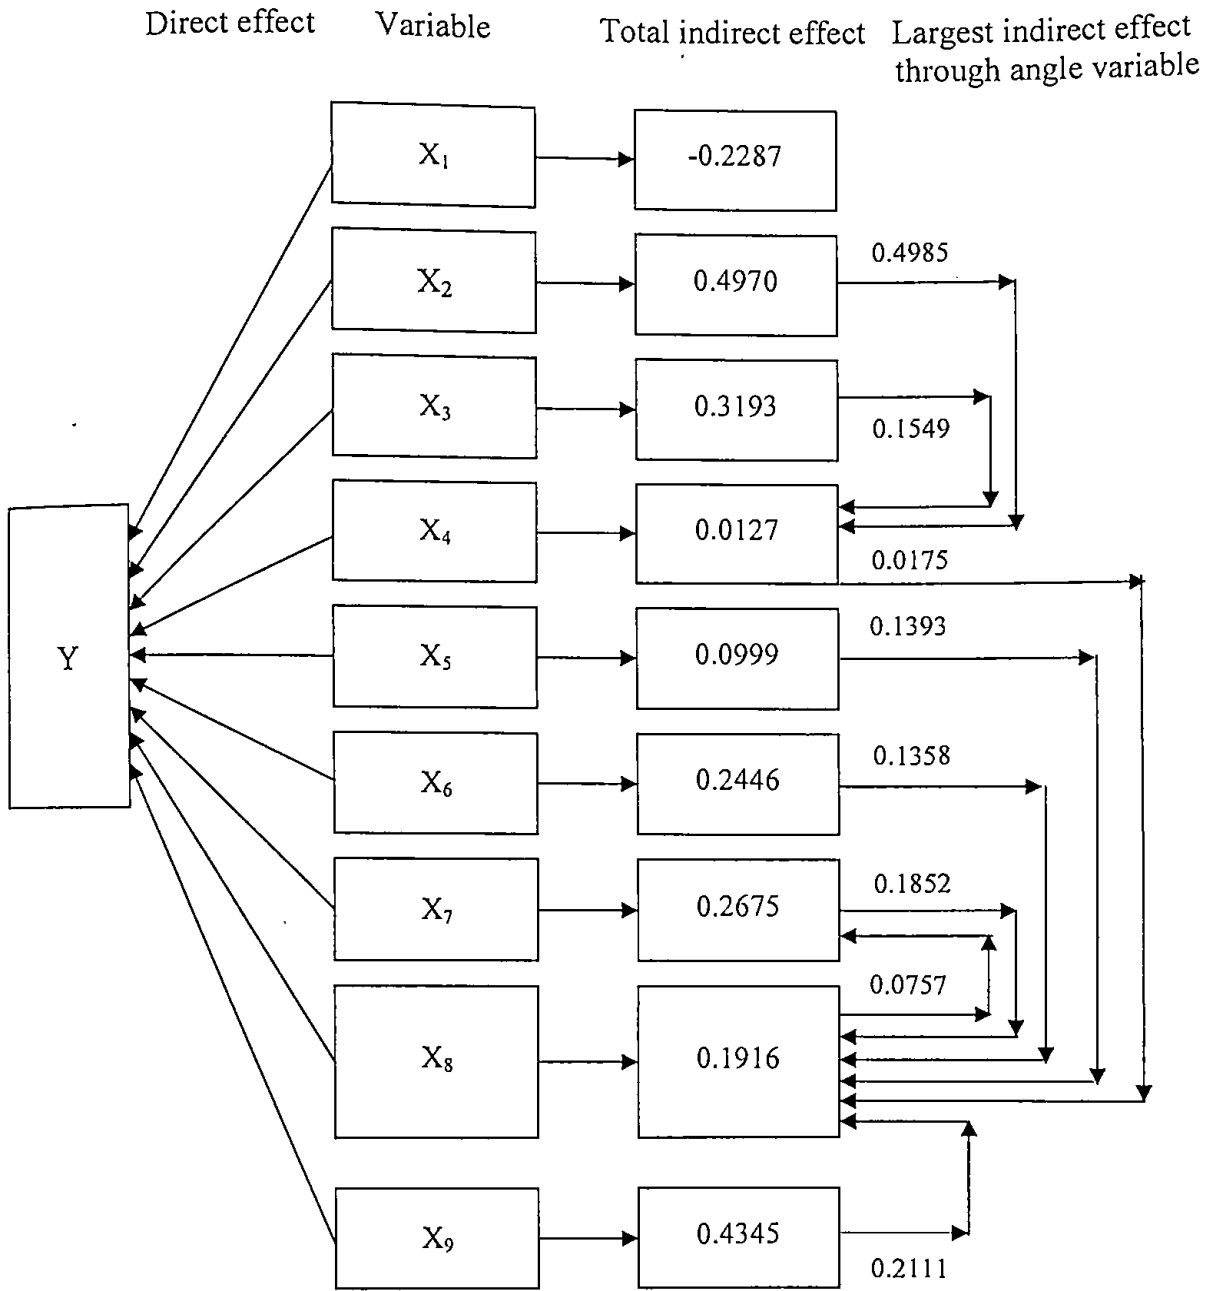 Direct effect Variable Total indirect effect Largest indirect effect
through angle variable
X₁ -0.2287
X₂ 0.4970 0.4985
X₃ 0.3193
0.1549
X₄ 0.0127
0.0175
Y X₅ 0.0999 0.1393
X₆ 0.2446 0.1358
X₇ 0.2675 0.1852
0.0757
X₈ 0.1916
X₉ 0.4345
0.2111